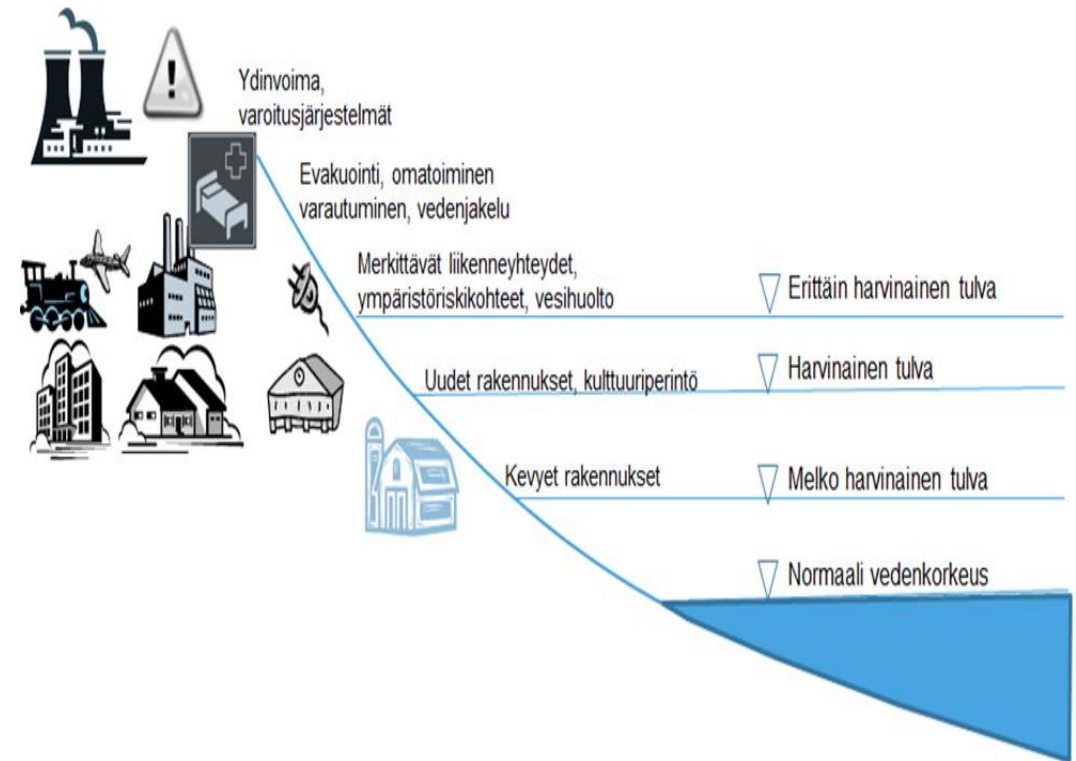 !
Ydinvoima,
varoitusjärjestelmät
Evakuointi, omatoiminen
varautuminen, vedenjakelu
Merkittävät liikenneyhteydet,
ympäristöriskikohteet, vesihuolto
Erittäin harvinainen tulva
Uudet rakennukset, kulttuuriperintö
Harvinainen tulva
Kevyet rakennukset
Melko harvinainen tulva
Normaali vedenkorkeus